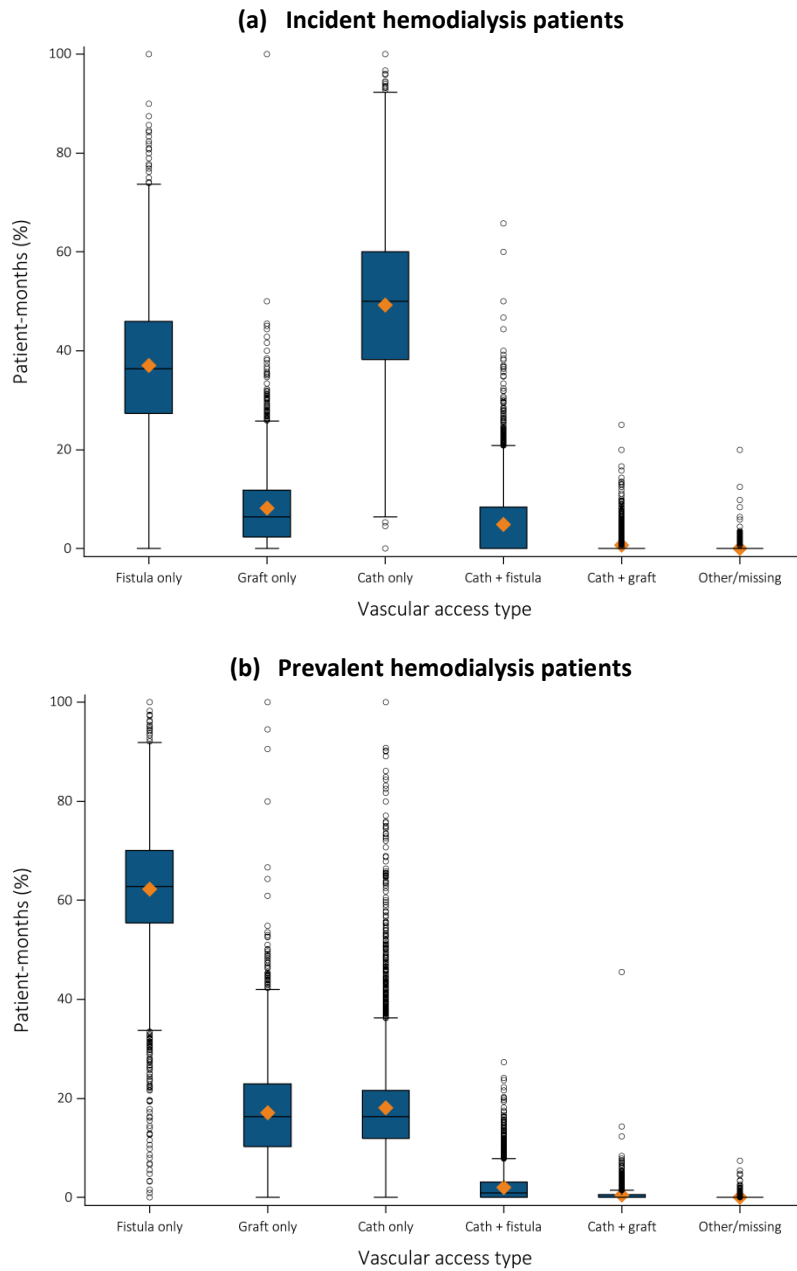 (a) Incident hemodialysis patients
100
80
60
40
20
0
Patient-months (%)
Fistula only Graft only Cath only Cath + fistula Cath + graft Other/missing
Vascular access type
(b) Prevalent hemodialysis patients
100
80
60
40
20
0
Patient-months (%)
Fistula only Graft only Cath only Cath + fistula Cath + graft Other/missing
Vascular access type